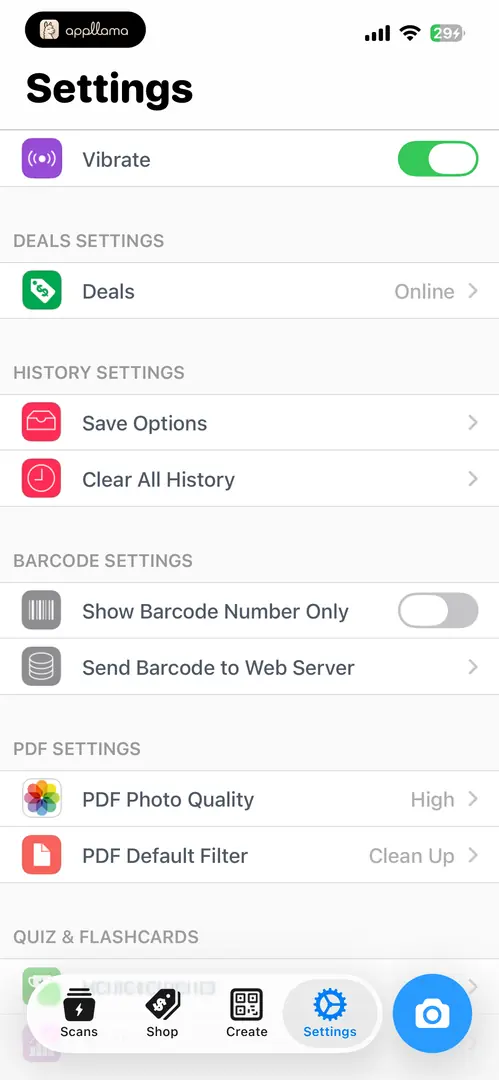 appllama
29
Settings
Vibrate
DEALS SETTINGS
Deals
Online
HISTORY SETTINGS
Save Options
Clear All History
BARCODE SETTINGS
Show Barcode Number Only
Send Barcode to Web Server
PDF SETTINGS
PDF Photo Quality
High
PDF Default Filter
Clean Up
QUIZ & FLASHCARDS
Scans
Shop
Create
Settings